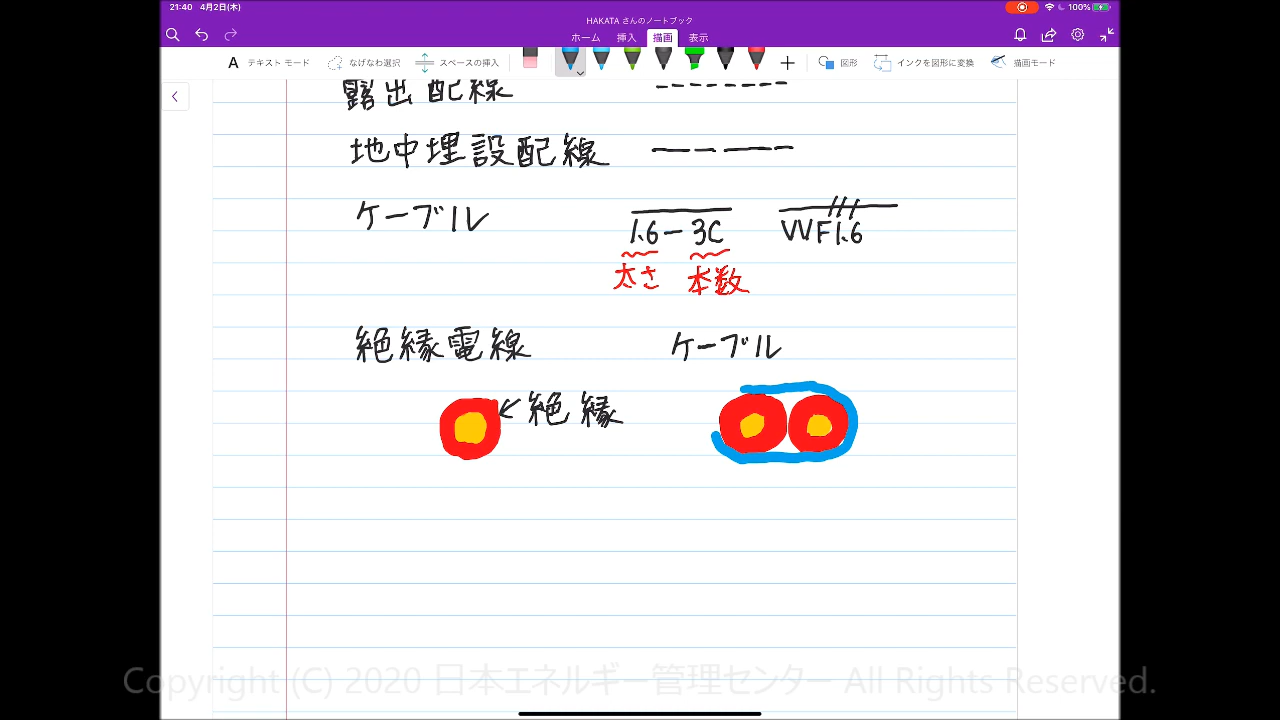 21:40 4月2日(木)
100%
HAKATA さんのノートブック
ホーム 挿入 描画 表示
A テキスト モード なげなわ選択 スペースの挿入 図形 インクを図形に変換 描画モード
露出配線
地中埋設配線
ケーブル 1.6-3C VVF1.6
太さ 本数
絶縁電線 ケーブル
←絶縁
Copyright (C) 2020 日本エネルギー管理センター All Rights Reserved.